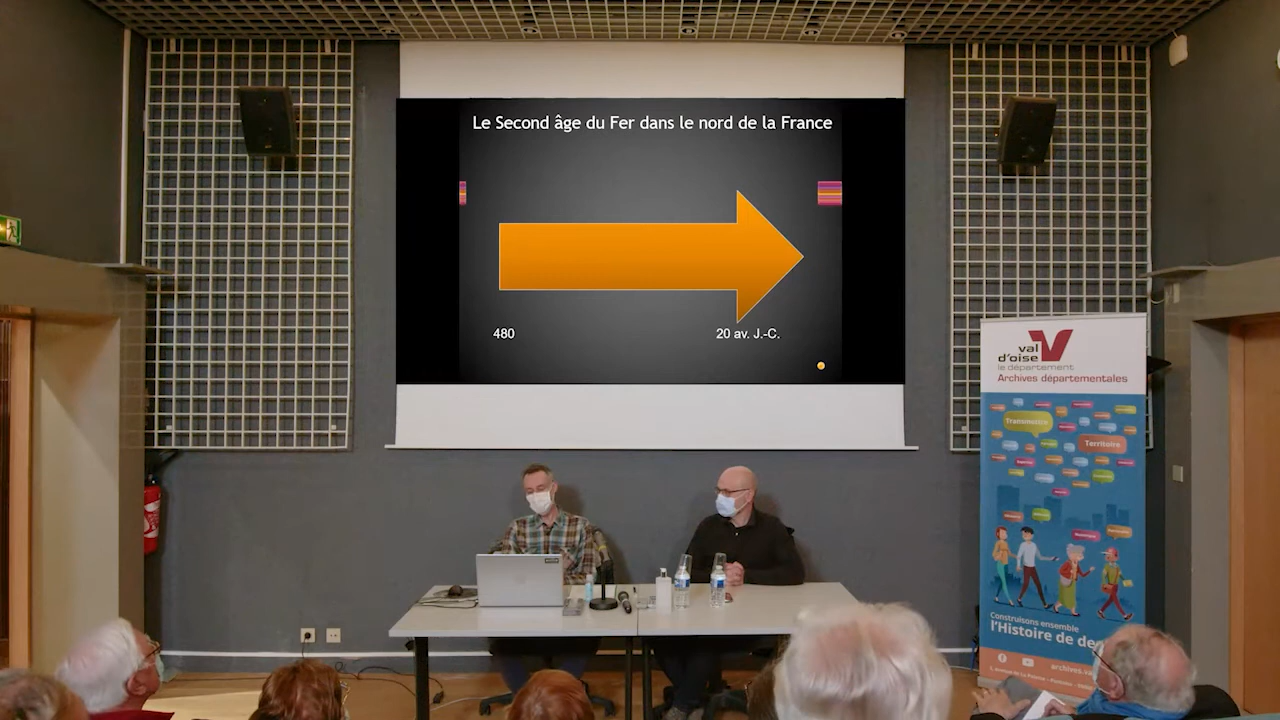 Le Second âge du Fer dans le nord de la France
480
20 av. J.-C.
val
d'oise
le département
Archives départementales
Transmettre
Territoire
Construisons ensemble
l'Histoire de de
archives.va